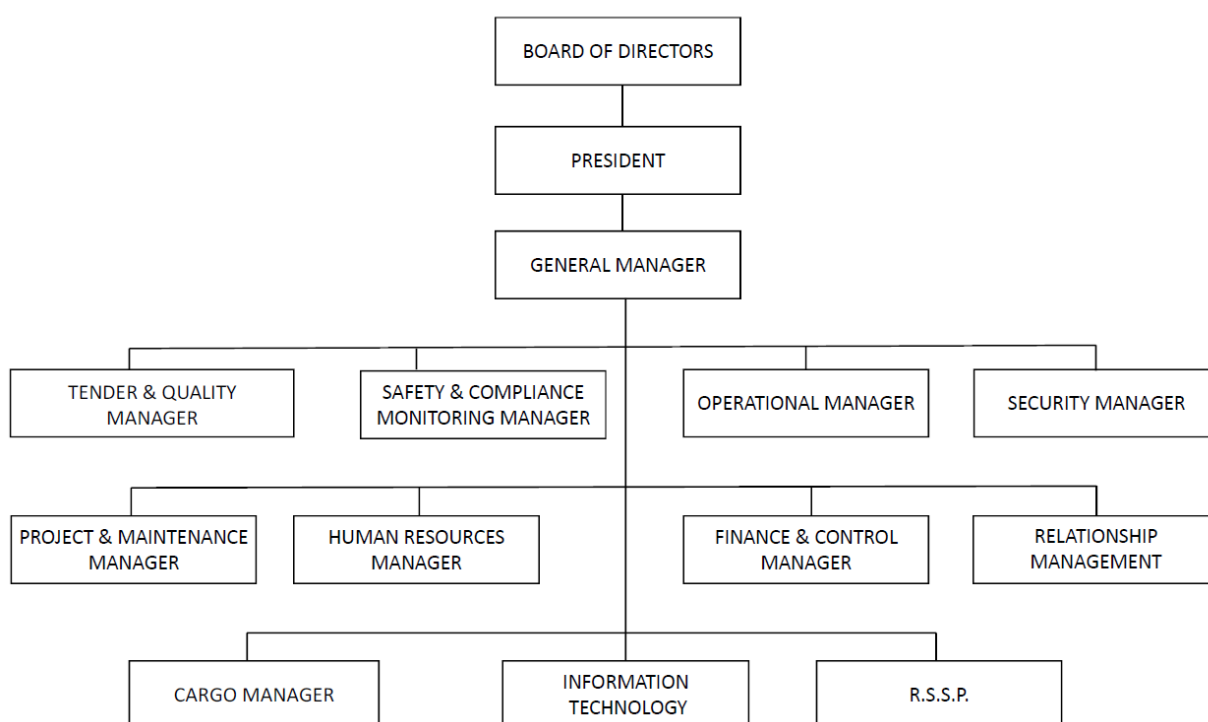 BOARD OF DIRECTORS
PRESIDENT
GENERAL MANAGER
TENDER & QUALITY
MANAGER
SAFETY & COMPLIANCE
MONITORING MANAGER
OPERATIONAL MANAGER
SECURITY MANAGER
PROJECT & MAINTENANCE
MANAGER
HUMAN RESOURCES
MANAGER
FINANCE & CONTROL
MANAGER
RELATIONSHIP
MANAGEMENT
CARGO MANAGER
INFORMATION
TECHNOLOGY
R.S.S.P.